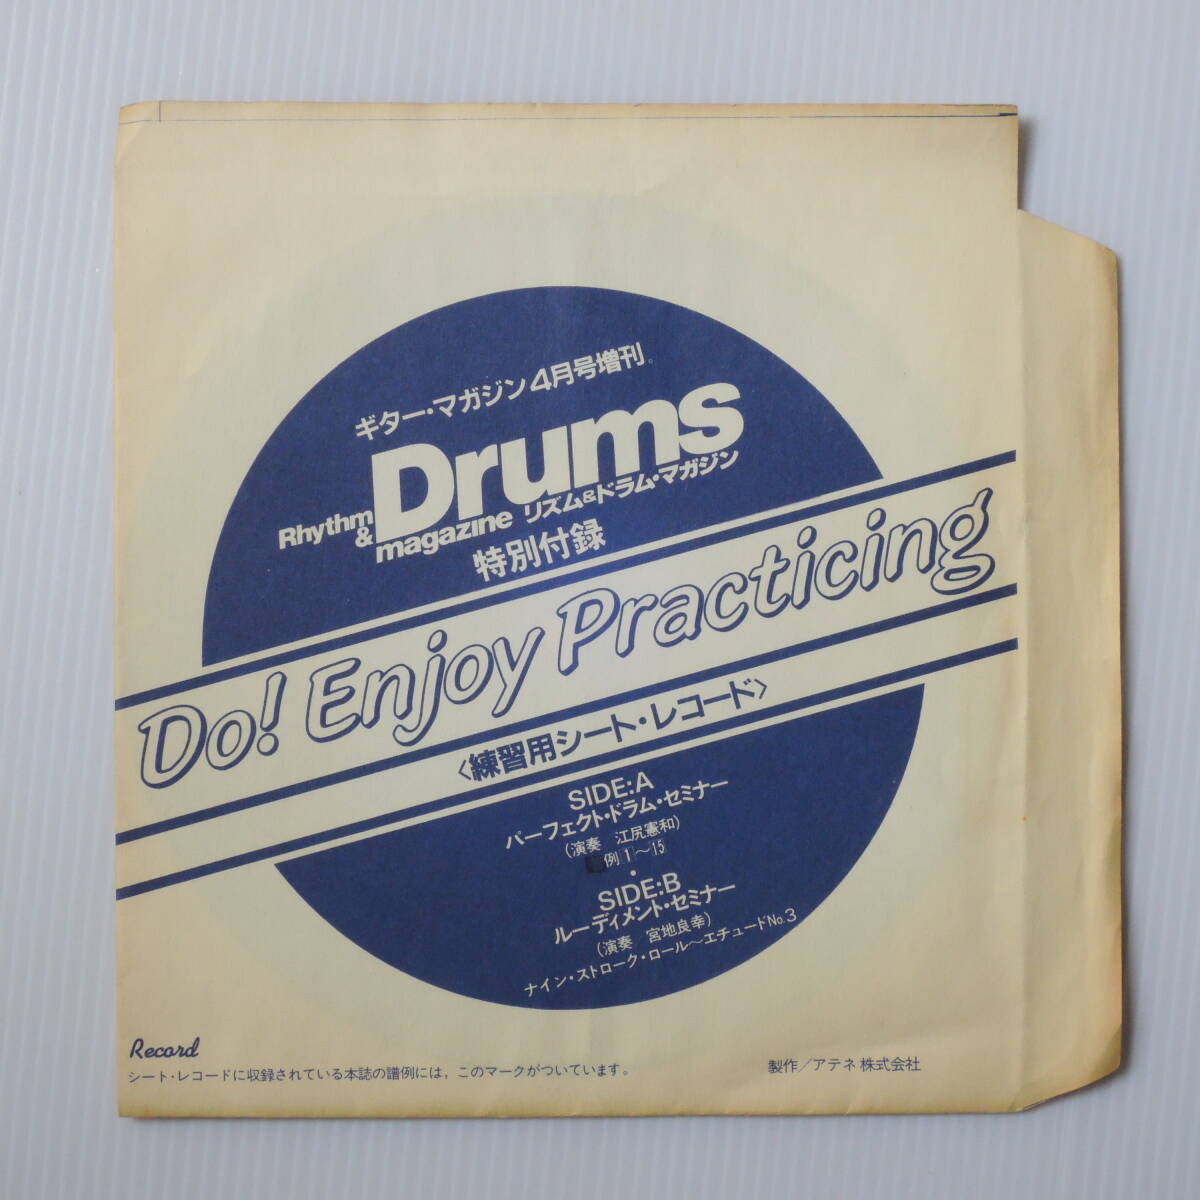 ギター・マガジン4月号増刊。
Rhythm & Drums
magazine リズム&ドラム・マガジン
特別付録
Do! Enjoy Practicing
〈練習用シート・レコード〉
SIDE:A
パーフェクト・ドラム・セミナー
(演奏 江尻憲和)
例1〜15
・
SIDE:B
ルーディメント・セミナー
(演奏 宮地良幸)
ナイン・ストローク・ロール〜エチュードNo.3
Record
シート・レコードに収録されている本誌の譜例には，このマークがついています。
製作／アテネ株式会社